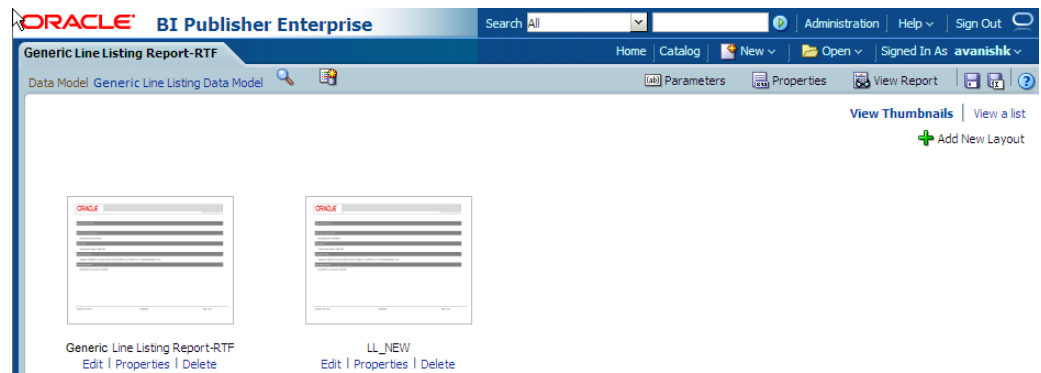 ORACLE BI Publisher Enterprise Search All Administration Help Sign Out
Generic Line Listing Report-RTF Home Catalog New Open Signed In As avanishk
Data Model Generic Line Listing Data Model Parameters Properties View Report
View Thumbnails View a list
Add New Layout
ORACLE ORACLE
Generic Line Listing Report-RTF LL_NEW
Edit Properties Delete Edit Properties Delete